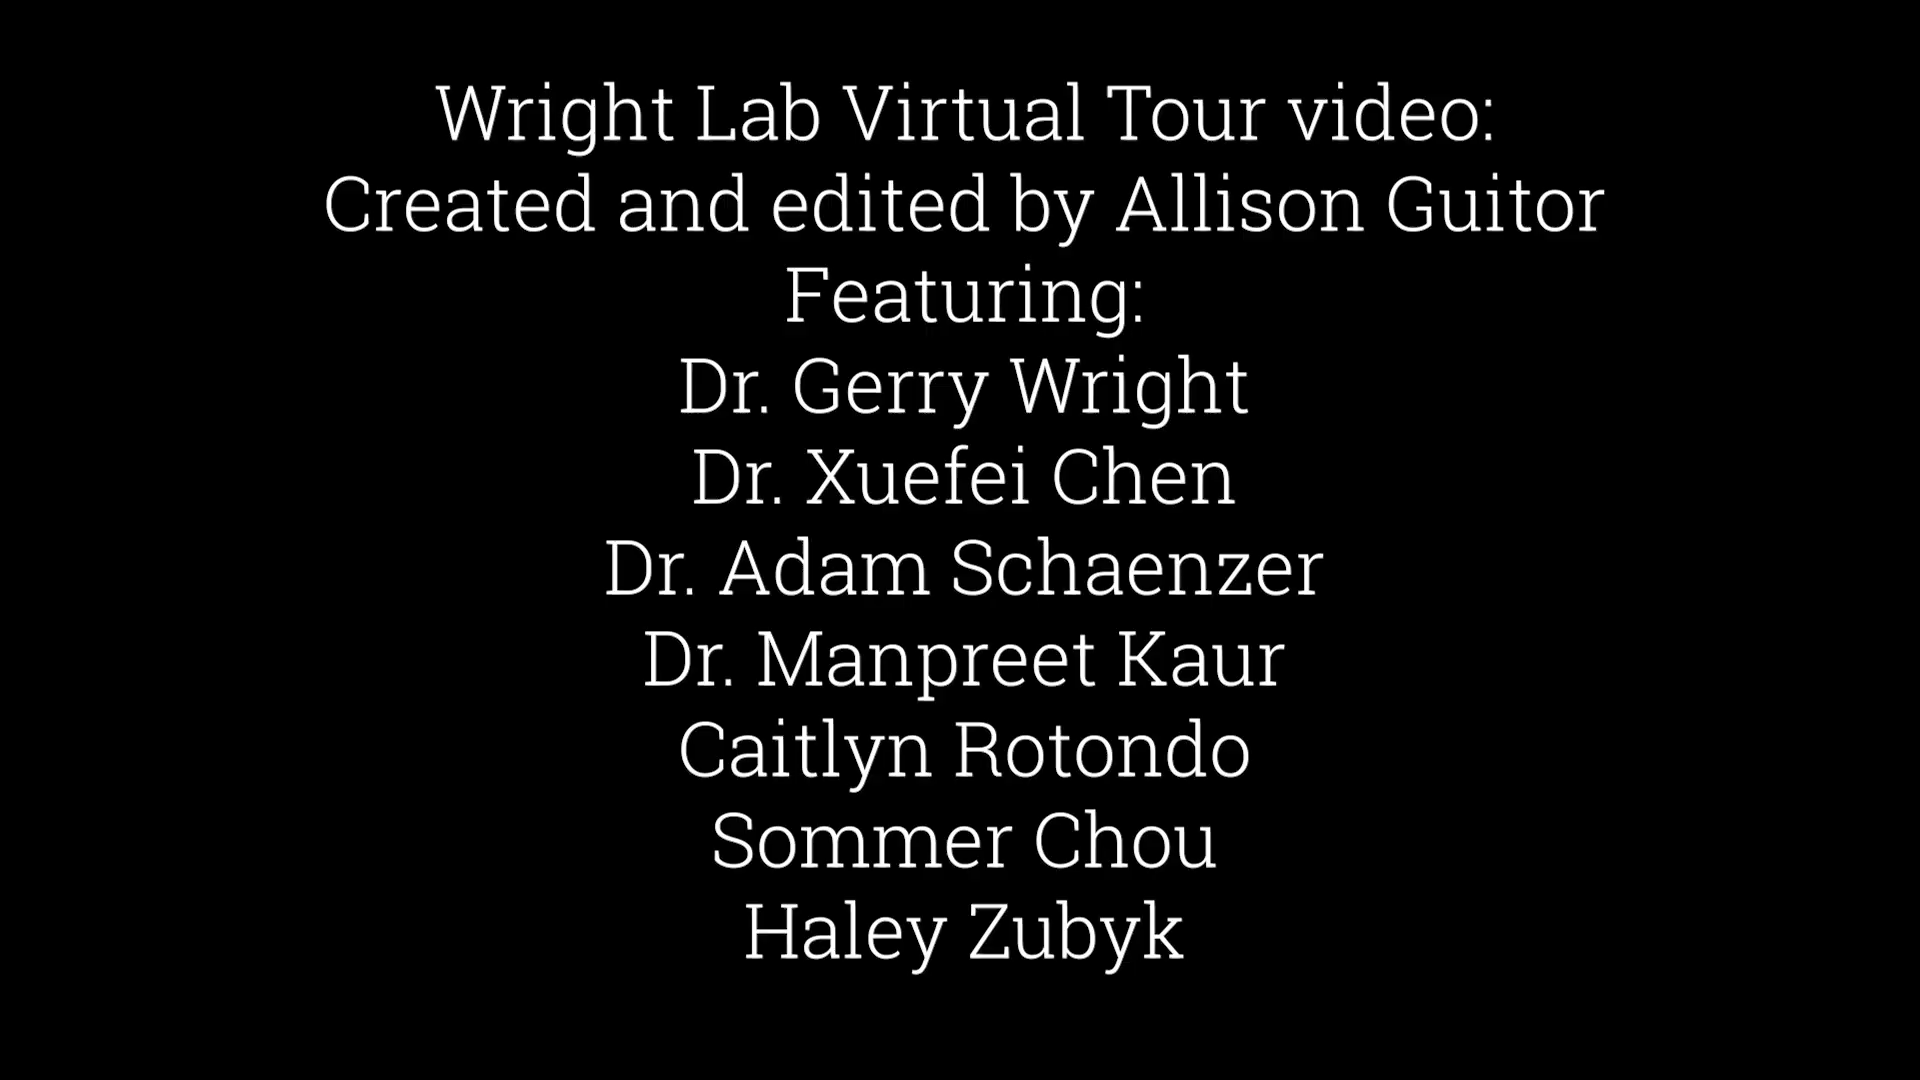 Wright Lab Virtual Tour video:
Created and edited by Allison Guitor
Featuring:
Dr. Gerry Wright
Dr. Xuefei Chen
Dr. Adam Schaenzer
Dr. Manpreet Kaur
Caitlyn Rotondo
Sommer Chou
Haley Zubyk